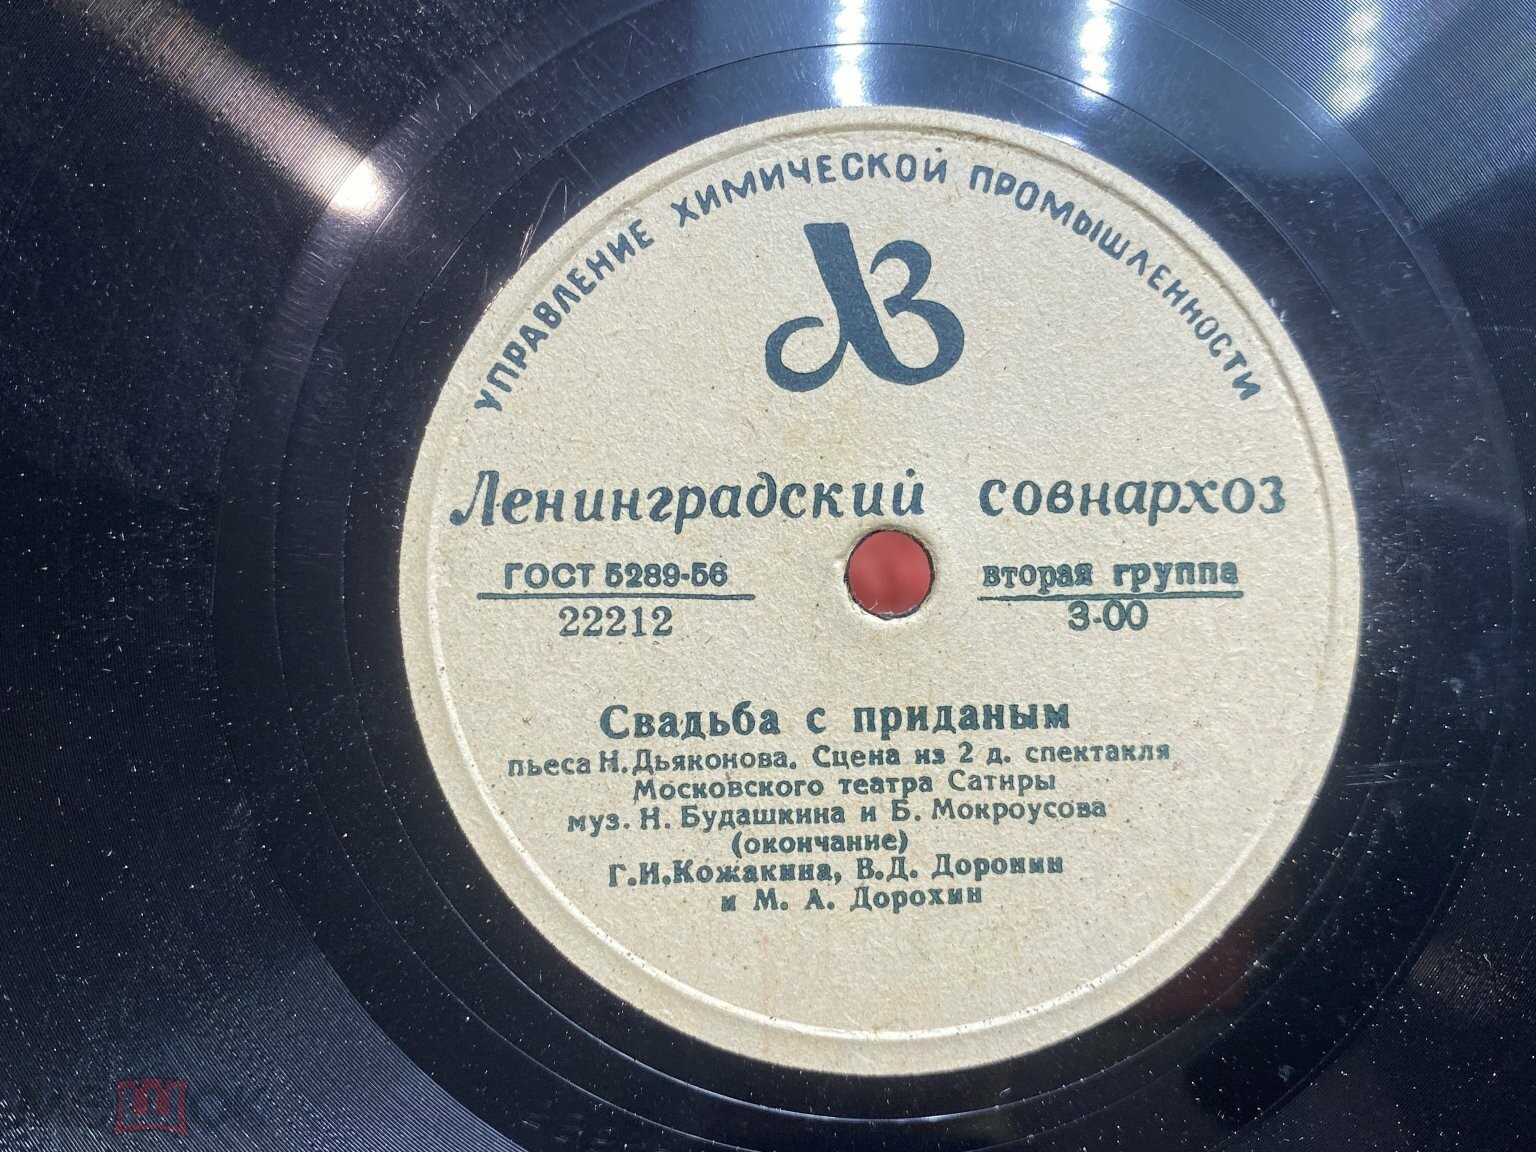 УПРАВЛЕНИЕ ХИМИЧЕСКОЙ ПРОМЫШЛЕННОСТИ
ЛЗ
Ленинградский совнархоз
ГОСТ 5289-56
22212
вторая группа
3-00
Свадьба с приданым
пьеса Н. Дьяконова. Сцена из 2 д. спектакля
Московского театра Сатиры
муз. Н. Будашкина и Б. Мокроусова
(окончание)
Г.И.Кожакина, В.Д. Доронин
и М. А. Дорохин